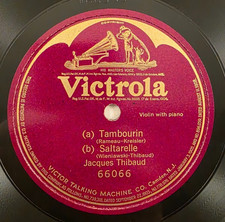 "HIS MASTER'S VOICE"
Victrola
Violin with piano
(a) Tambourin
(Rameau-Kreisler)
(b) Saltarelle
(Wieniawski-Thibaud)
Jacques Thibaud
66066
VICTOR TALKING MACHINE CO. Camden, N.J.